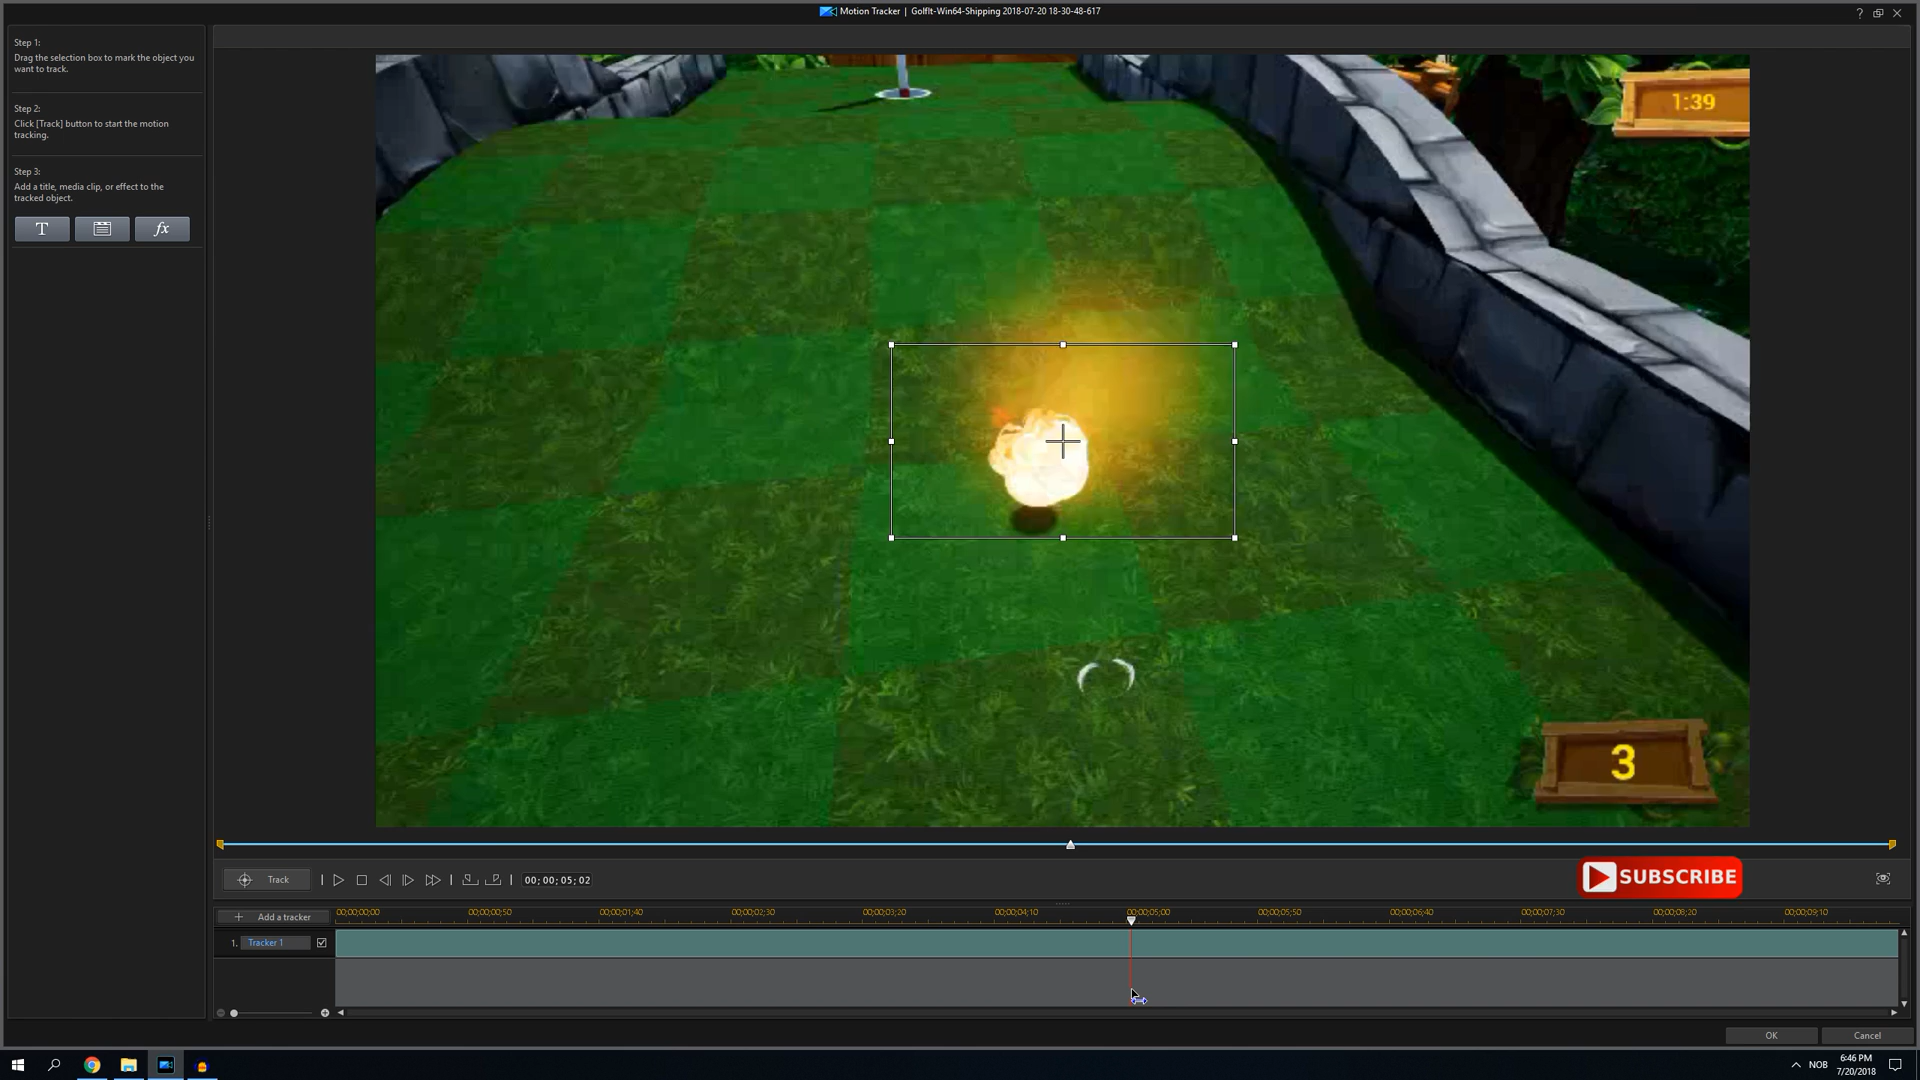 Motion Tracker | GolfIt-Win64-Shipping 2018-07-20 18-30-48-617
?
Step 1:
Drag the selection box to mark the object you
want to track.
Step 2:
Click [Track] button to start the motion
tracking.
Step 3:
Add a title, media clip, or effect to the
tracked object.
T
fx
1:39
3
Track
00; 00; 05; 02
SUBSCRIBE
Add a tracker
00;00;00;00
00;00;00;50
00;00;01;40
00;00;02;30
00;00;03;20
00;00;04;10
00;00;05;00
00;00;05;50
00;00;06;40
00;00;07;30
00;00;08;20
00;00;09;10
1. Tracker 1
OK
Cancel
NOB
6:46 PM
7/20/2018